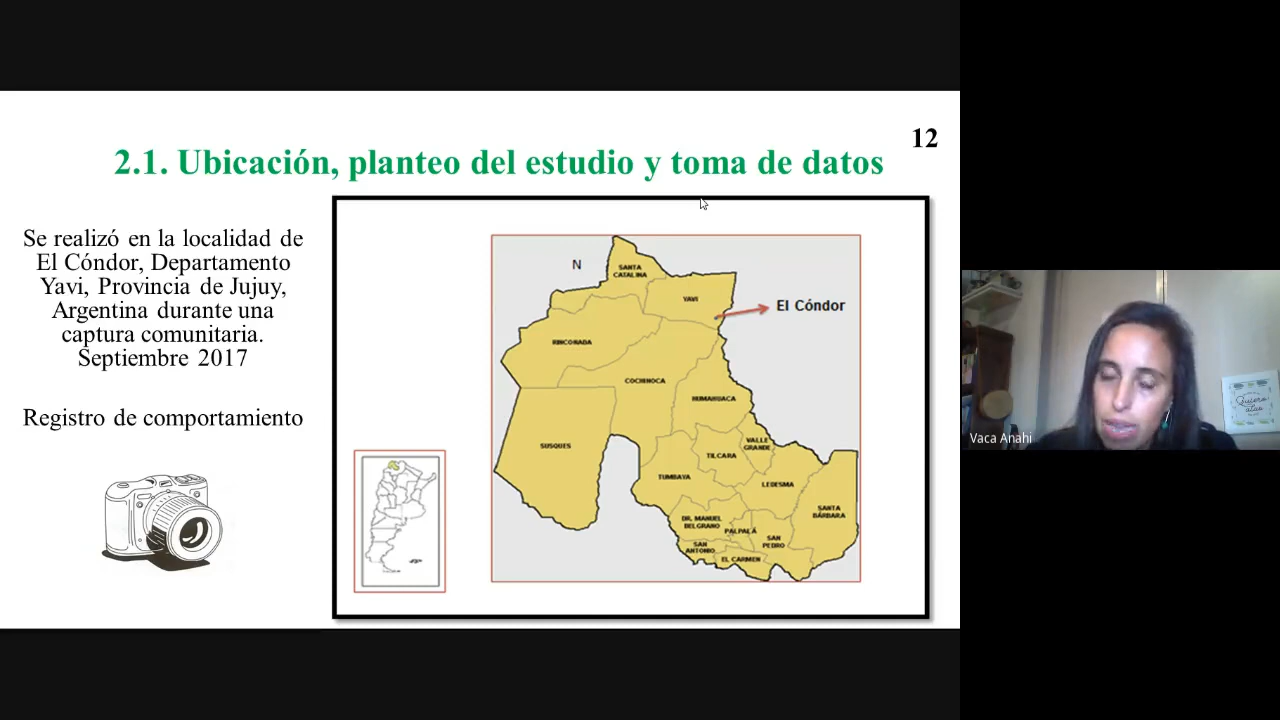 12
2.1. Ubicación, planteo del estudio y toma de datos
Se realizó en la localidad de
El Cóndor, Departamento
Yavi, Provincia de Jujuy,
Argentina durante una
captura comunitaria.
Septiembre 2017
Registro de comportamiento
N
SANTA
CATALINA
YAVI
El Cóndor
RINCONADA
COCHINOCA
HUMAHUACA
SUSQUES
VALLE
GRANDE
TILCARA
TUMBAYA
LEDESMA
SANTA
BÁRBARA
DR. MANUEL
BELGRANO
PALPALÁ
SAN
PEDRO
SAN
ANTONIO
EL CARMEN
Vaca Anahi
Quiero